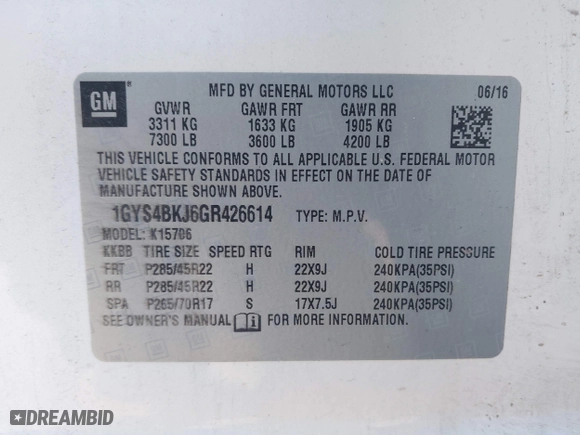 MFD BY GENERAL MOTORS LLC 06/16
GM
GVWR GAWR FRT GAWR RR
3311 KG 1633 KG 1905 KG
7300 LB 3600 LB 4200 LB
THIS VEHICLE CONFORMS TO ALL APPLICABLE U.S. FEDERAL MOTOR
VEHICLE SAFETY STANDARDS IN EFFECT ON THE DATE OF
MANUFACTURE SHOWN ABOVE.
1GYS4BKJ6GR426614 TYPE: M.P.V.
MODEL: K15706
KKBB TIRE SIZE SPEED RTG RIM COLD TIRE PRESSURE
FRT P285/45R22 H 22X9J 240KPA(35PSI)
RR P285/45R22 H 22X9J 240KPA(35PSI)
SPA P265/70R17 S 17X7.5J 240KPA(35PSI)
SEE OWNER'S MANUAL FOR MORE INFORMATION.
DREAMBID